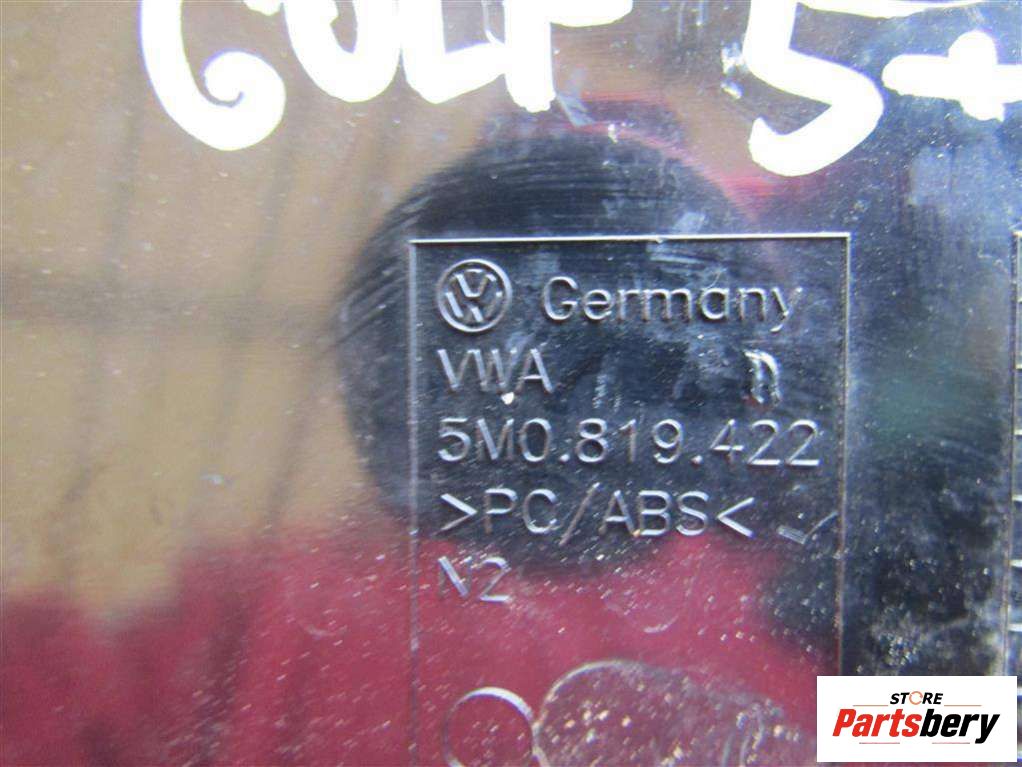 GOLF 5+
Germany
VWA
5M0.819.422
>PC/ABS<
N2
STORE
Partsbery